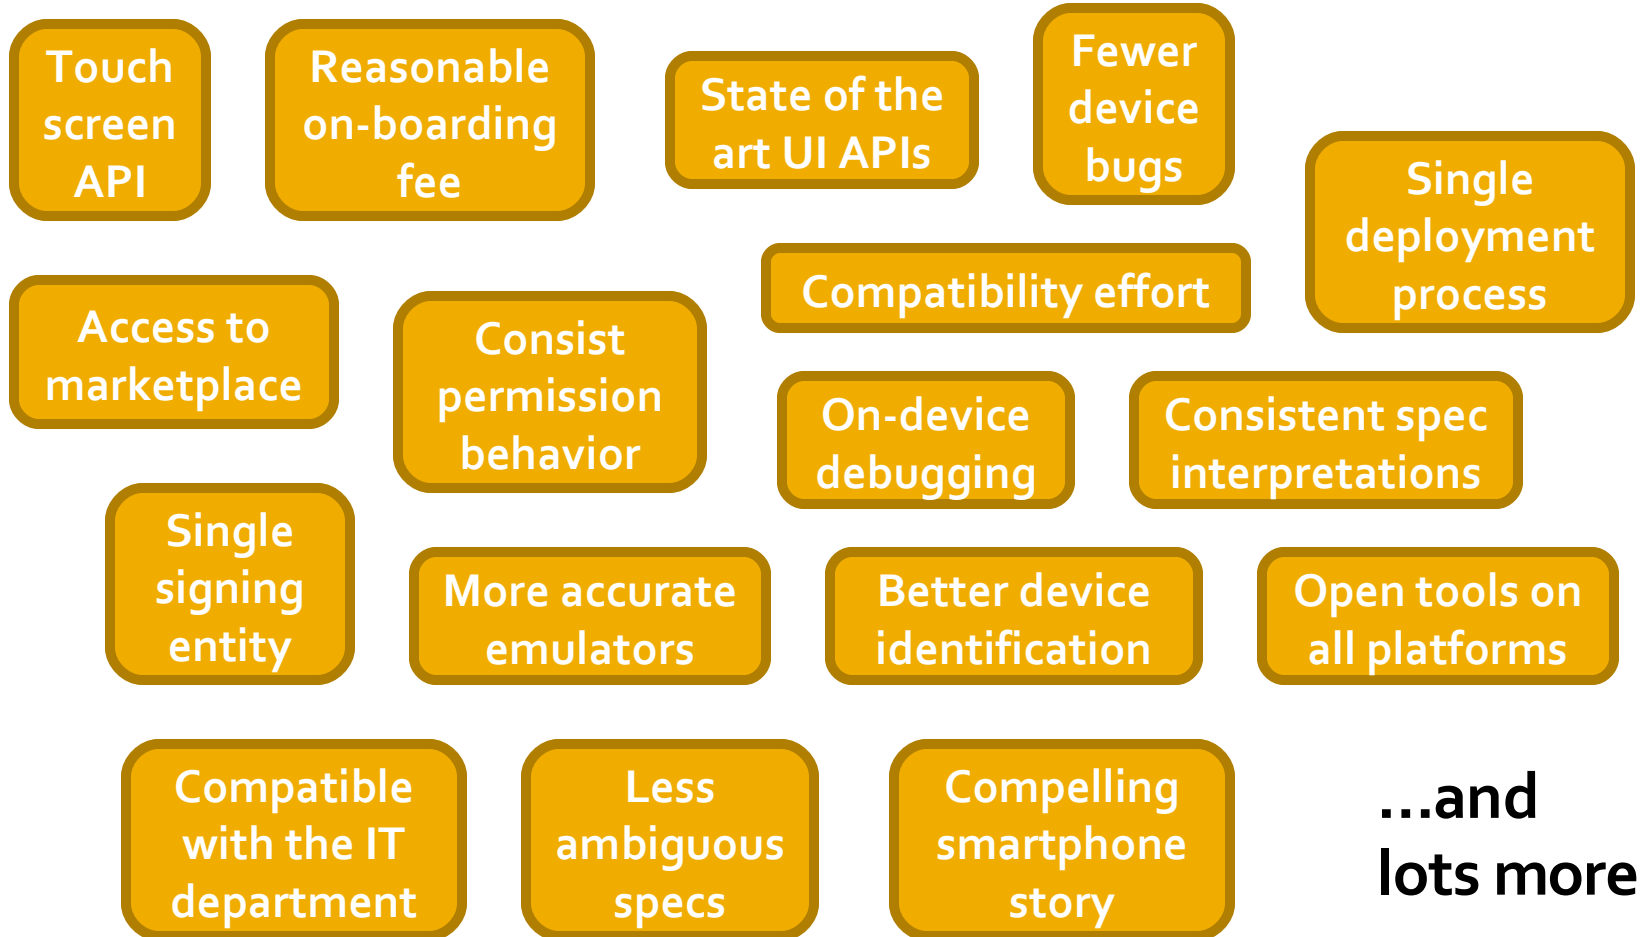 Touch
screen
API
Reasonable
on-boarding
fee
State of the
art UI APIs
Fewer
device
bugs
Single
deployment
process
Compatibility effort
Access to
marketplace
Consist
permission
behavior
On-device
debugging
Consistent spec
interpretations
Single
signing
entity
More accurate
emulators
Better device
identification
Open tools on
all platforms
Compatible
with the IT
department
Less
ambiguous
specs
Compelling
smartphone
story
...and
lots more